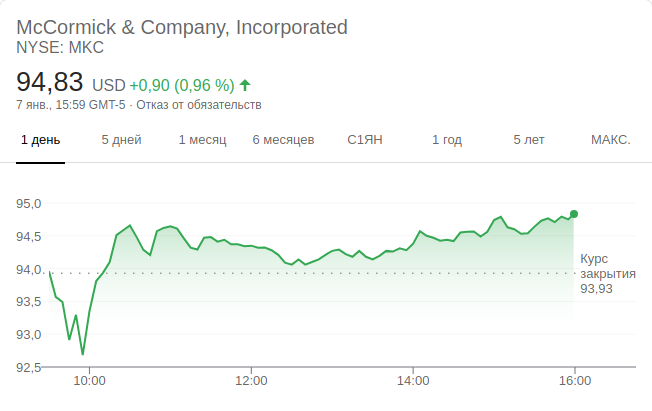 McCormick & Company, Incorporated
NYSE: MKC
94,83 USD +0,90 (0,96 %)
7 янв., 15:59 GMT-5 · Отказ от обязательств
1 день 5 дней 1 месяц 6 месяцев С1ЯН 1 год 5 лет МАКС.
95,0
94,5
94,0
93,5
93,0
92,5
Курс
закрытия
93,93
10:00 12:00 14:00 16:00